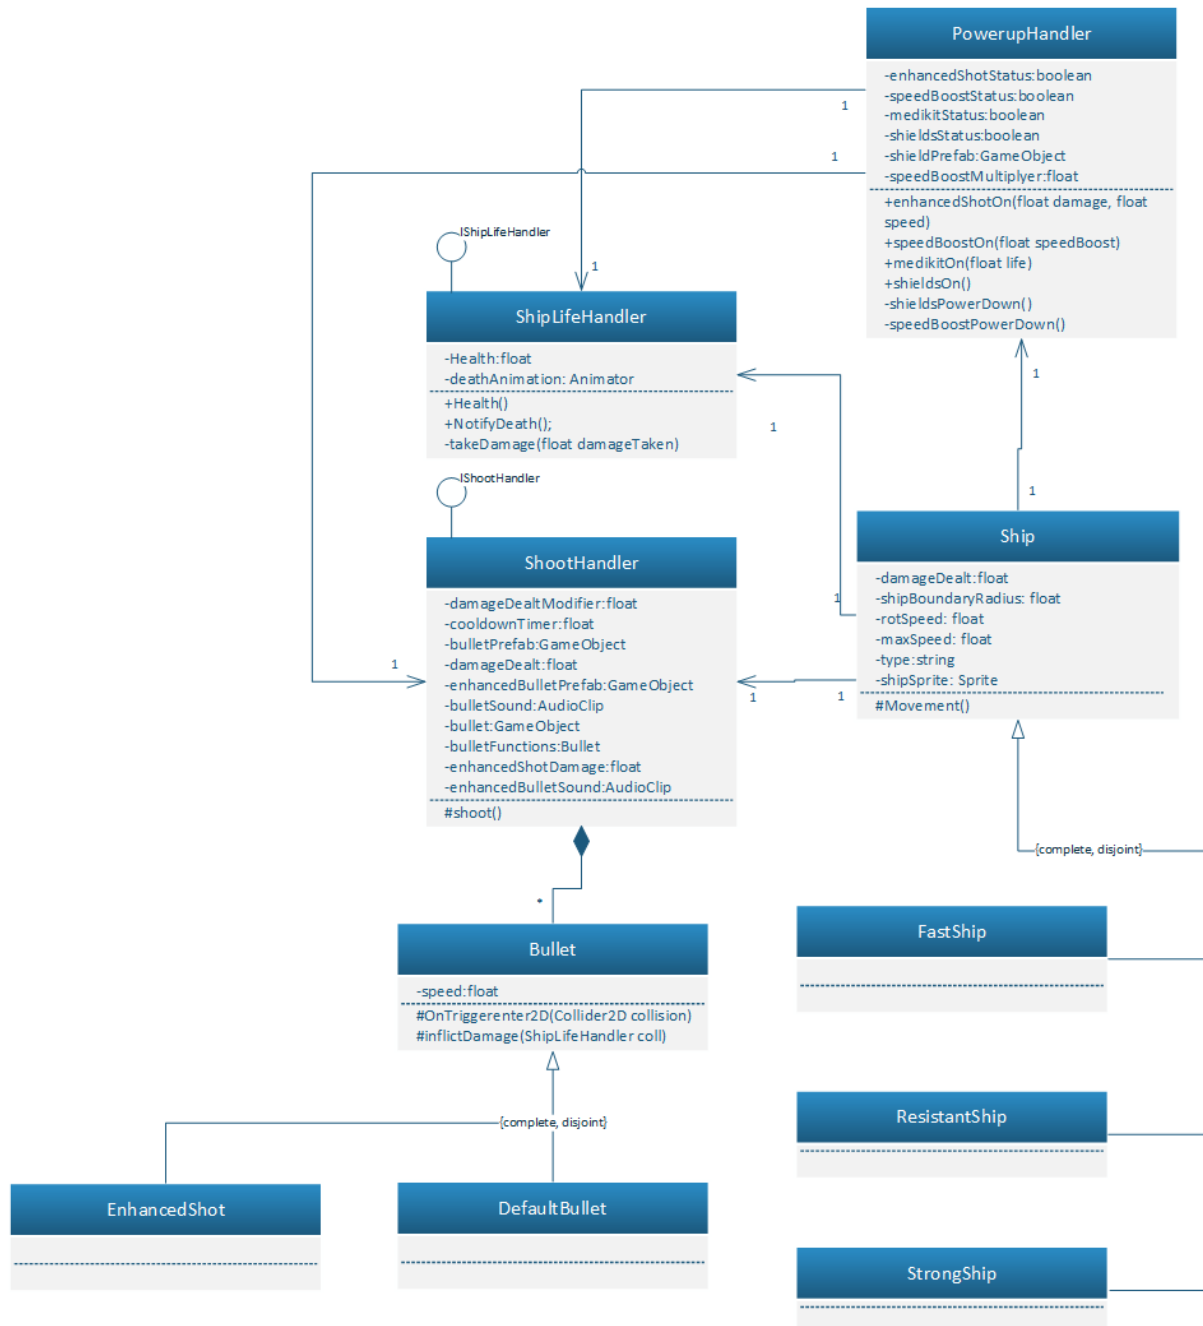 PowerupHandler
-enhancedShotStatus:boolean
-speedBoostStatus:boolean
-medikitStatus:boolean
-shieldsStatus:boolean
-shieldPrefab:GameObject
-speedBoostMultiplyer:float
+enhancedShotOn(float damage, float
speed)
+speedBoostOn(float speedBoost)
+medikitOn(float life)
+shieldsOn()
-shieldsPowerDown()
-speedBoostPowerDown()
1
1
IShipLifeHandler
1
ShipLifeHandler
-Health:float
-deathAnimation: Animator
+Health()
+NotifyDeath();
-takeDamage(float damageTaken)
1
1
1
IShootHandler
ShootHandler
-damageDealtModifier:float
-cooldownTimer:float
-bulletPrefab:GameObject
-damageDealt:float
-enhancedBulletPrefab:GameObject
-bulletSound:AudioClip
-bullet:GameObject
-bulletFunctions:Bullet
-enhancedShotDamage:float
-enhancedBulletSound:AudioClip
#shoot()
Ship
-damageDealt:float
-shipBoundaryRadius: float
-rotSpeed: float
-maxSpeed: float
-type:string
-shipSprite: Sprite
#Movement()
1
1
1
1
{complete, disjoint}
*
Bullet
-speed:float
#OnTriggerenter2D(Collider2D collision)
#inflictDamage(ShipLifeHandler coll)
{complete, disjoint}
EnhancedShot
DefaultBullet
FastShip
ResistantShip
StrongShip